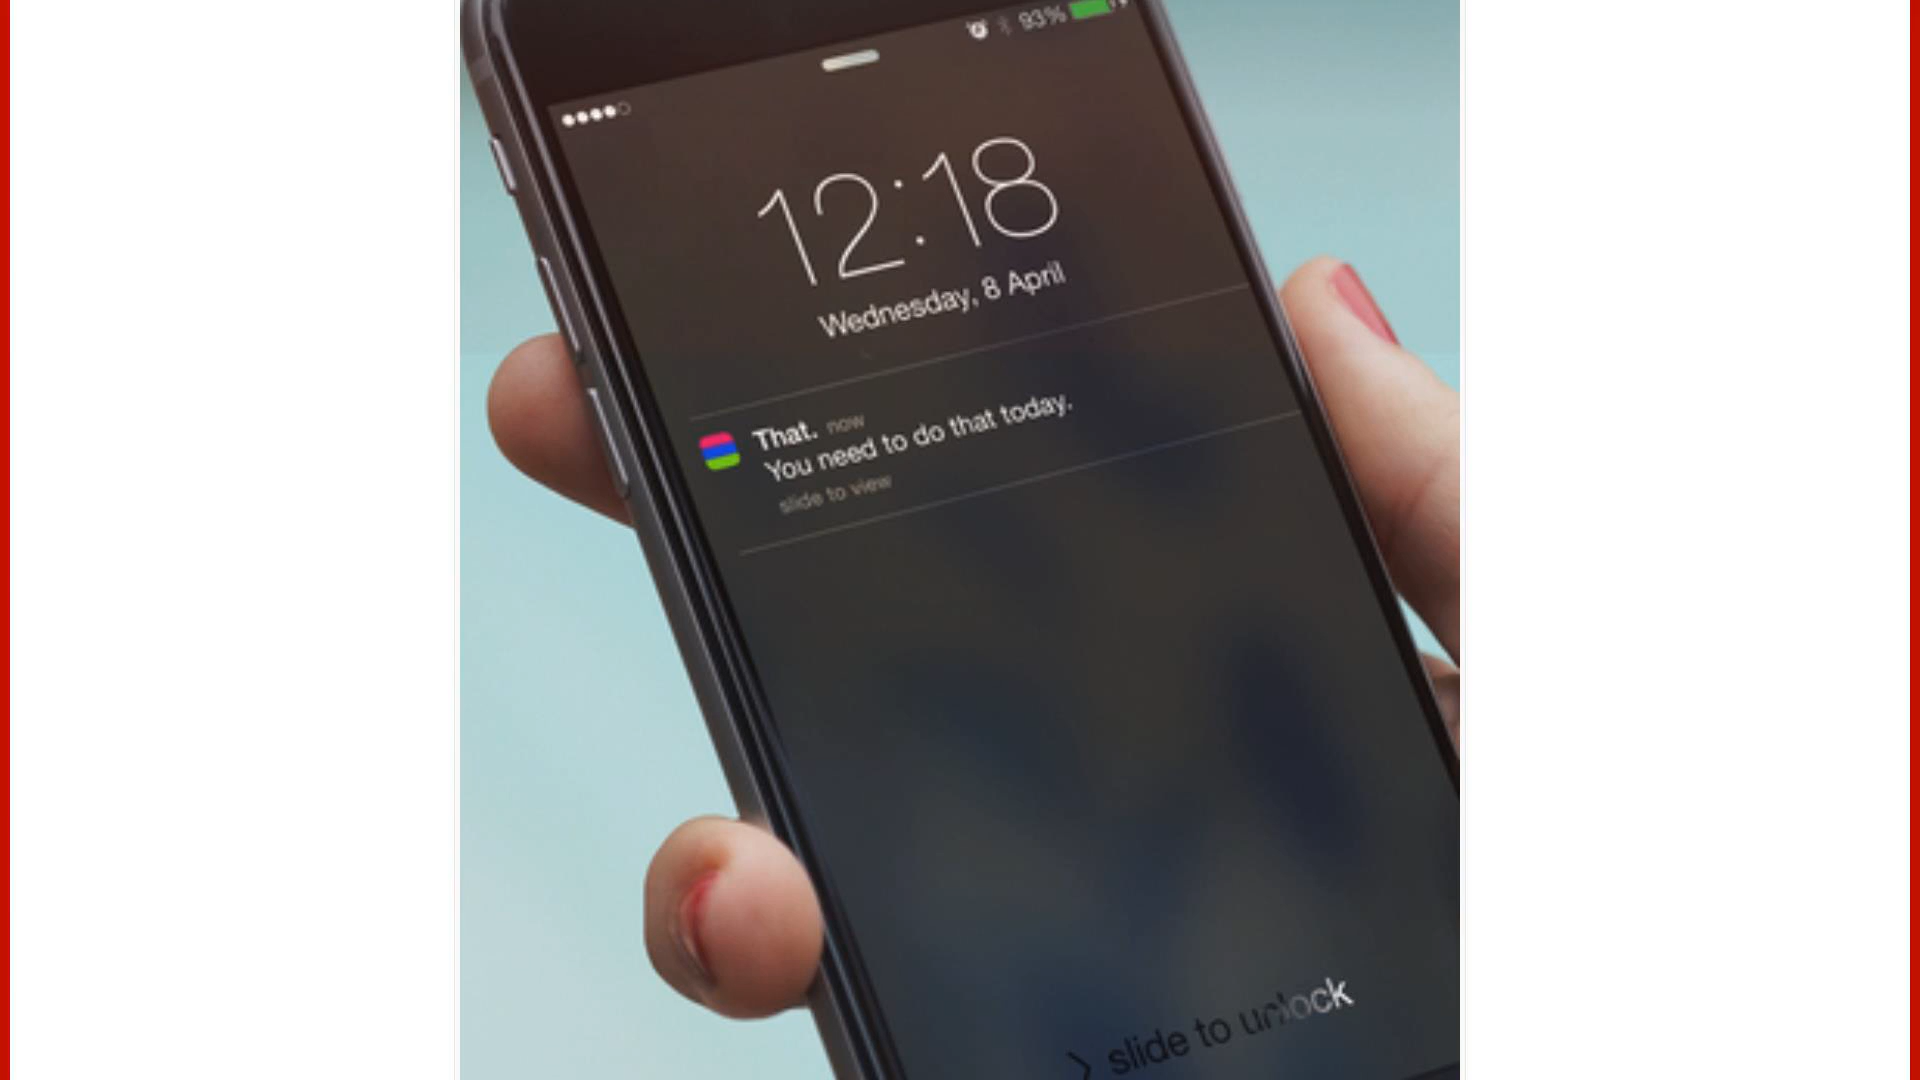 93%
12:18
Wednesday, 8 April
That. now
You need to do that today.
slide to view
> slide to unlock